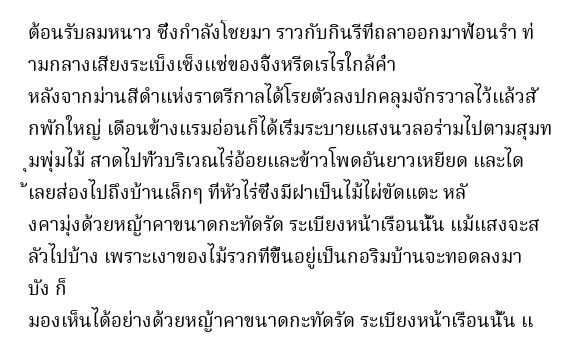 ต้อนรับลมหนาว ซึ่งกำลังโชยมา ราวกับกินรีที่ถลาออกมาฟ้อนรำ ท่
ามกลางเสียงระเบ็งเซ็งแซ่ของจิ้งหรีดเรไรใกล้ค่ำ
หลังจากม่านสีดำแห่งราตรีกาลได้โรยตัวลงปกคลุมจักรวาลไว้แล้วสั
กพักใหญ่ เดือนข้างแรมอ่อนก็ได้เริ่มระบายแสงนวลอร่ามไปตามสุมท
ุมพุ่มไม้ สาดไปทั่วบริเวณไร่อ้อยและข้าวโพดอันยาวเหยียด และได
้เลยส่องไปถึงบ้านเล็กๆ ที่หัวไร่ซึ่งมีฝาเป็นไม้ไผ่ขัดแตะ หลั
งคามุ่งด้วยหญ้าคาขนาดกะทัดรัด ระเบียงหน้าเรือนนั้น แม้แสงจะส
ลัวไปบ้าง เพราะเงาของไม้รวกที่ขึ้นอยู่เป็นกอริมบ้านจะทอดลงมา
บัง ก็
มองเห็นได้อย่างด้วยหญ้าคาขนาดกะทัดรัด ระเบียงหน้าเรือนนั้น แ